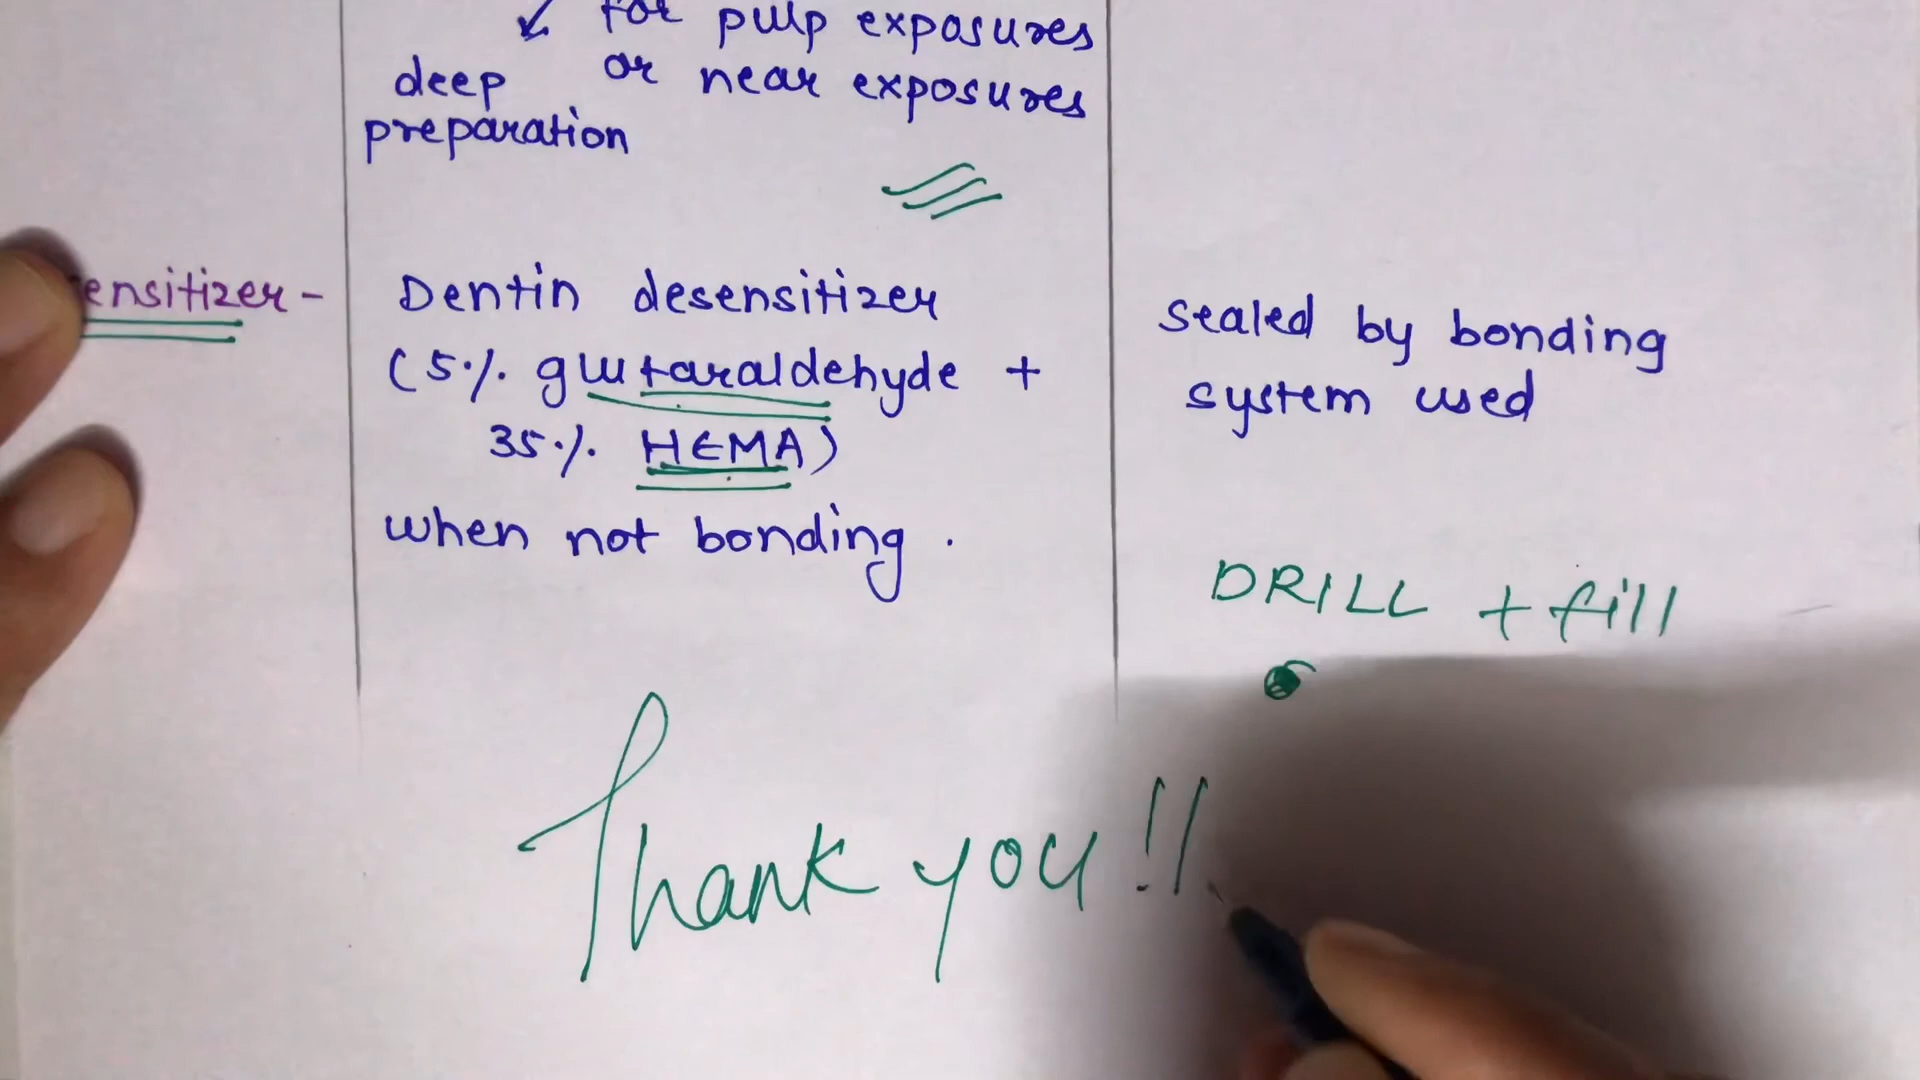 for pulp exposures
or near exposures
deep
preparation
ensitizer -
Dentin desensitizer
(5% glutaraldehyde +
35% HEMA)
when not bonding.
sealed by bonding
system used
DRILL + fill
Thank you!!